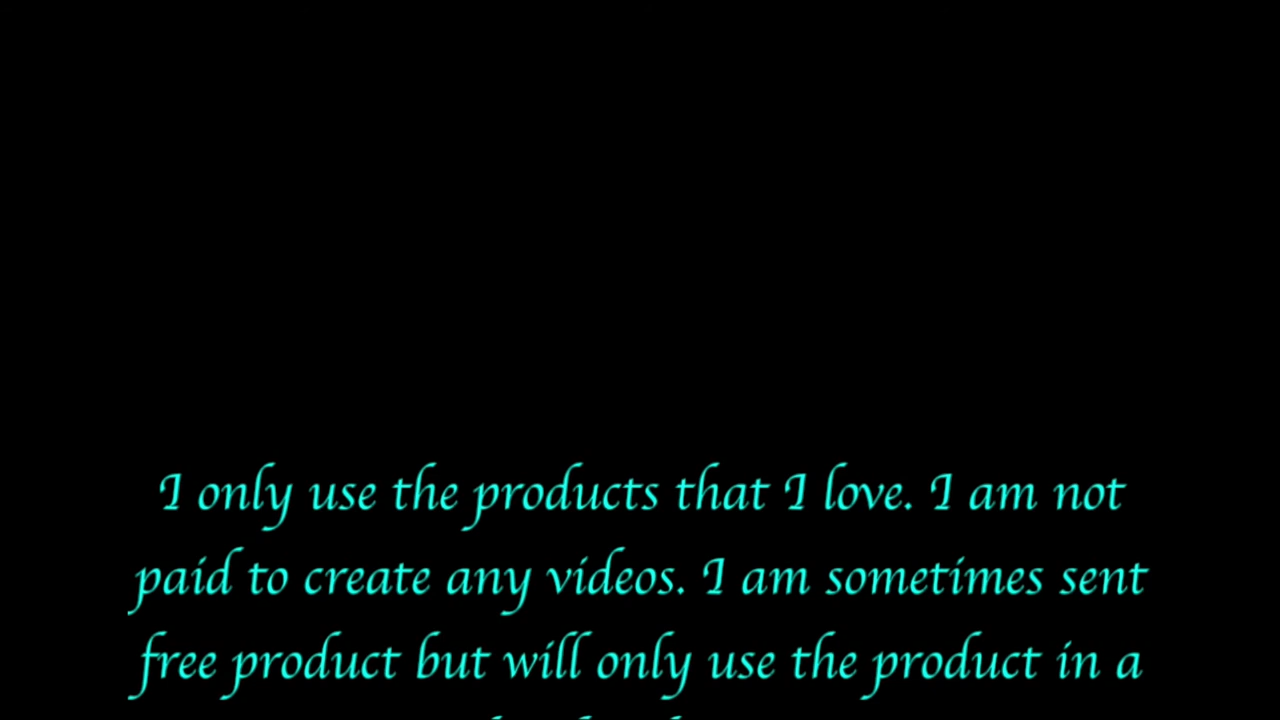 I only use the products that I love. I am not
paid to create any videos. I am sometimes sent
free product but will only use the product in a